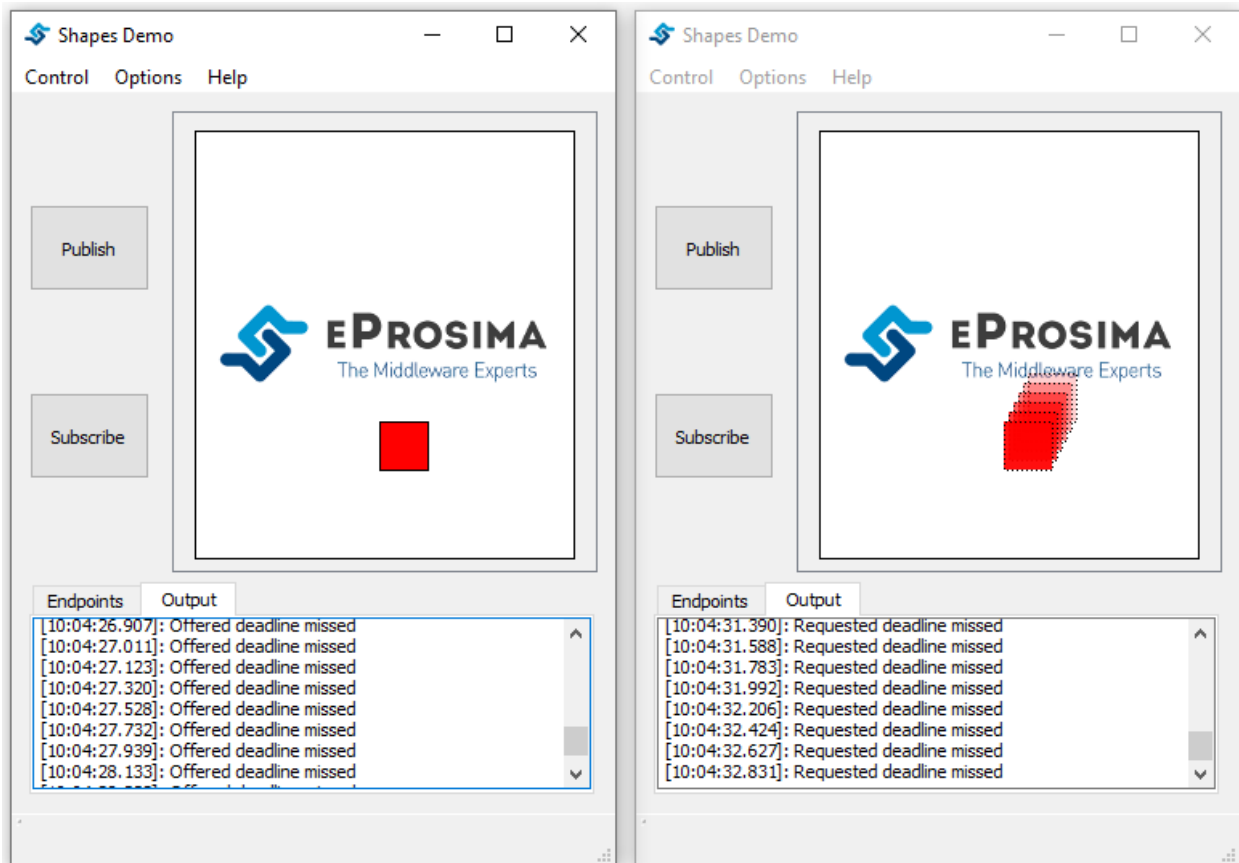 Shapes Demo
Control Options Help
Publish
Subscribe
EPROSIMA
The Middleware Experts
Endpoints Output
[10:04:26.907]: Offered deadline missed
[10:04:27.011]: Offered deadline missed
[10:04:27.123]: Offered deadline missed
[10:04:27.320]: Offered deadline missed
[10:04:27.528]: Offered deadline missed
[10:04:27.732]: Offered deadline missed
[10:04:27.939]: Offered deadline missed
[10:04:28.133]: Offered deadline missed
Shapes Demo
Control Options Help
Publish
Subscribe
EPROSIMA
The Middleware Experts
Endpoints Output
[10:04:31.390]: Requested deadline missed
[10:04:31.588]: Requested deadline missed
[10:04:31.783]: Requested deadline missed
[10:04:31.992]: Requested deadline missed
[10:04:32.206]: Requested deadline missed
[10:04:32.424]: Requested deadline missed
[10:04:32.627]: Requested deadline missed
[10:04:32.831]: Requested deadline missed